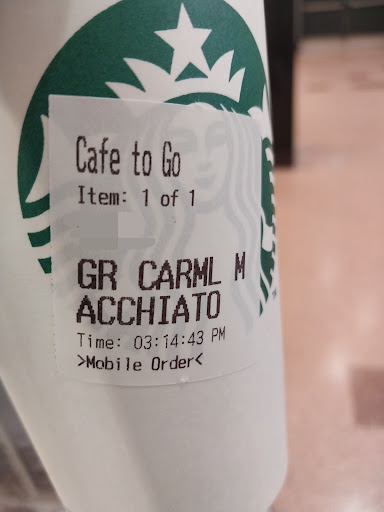 Cafe to Go
Item: 1 of 1
GR CARML M
ACCHIATO
Time: 03:14:43 PM
>Mobile Order<